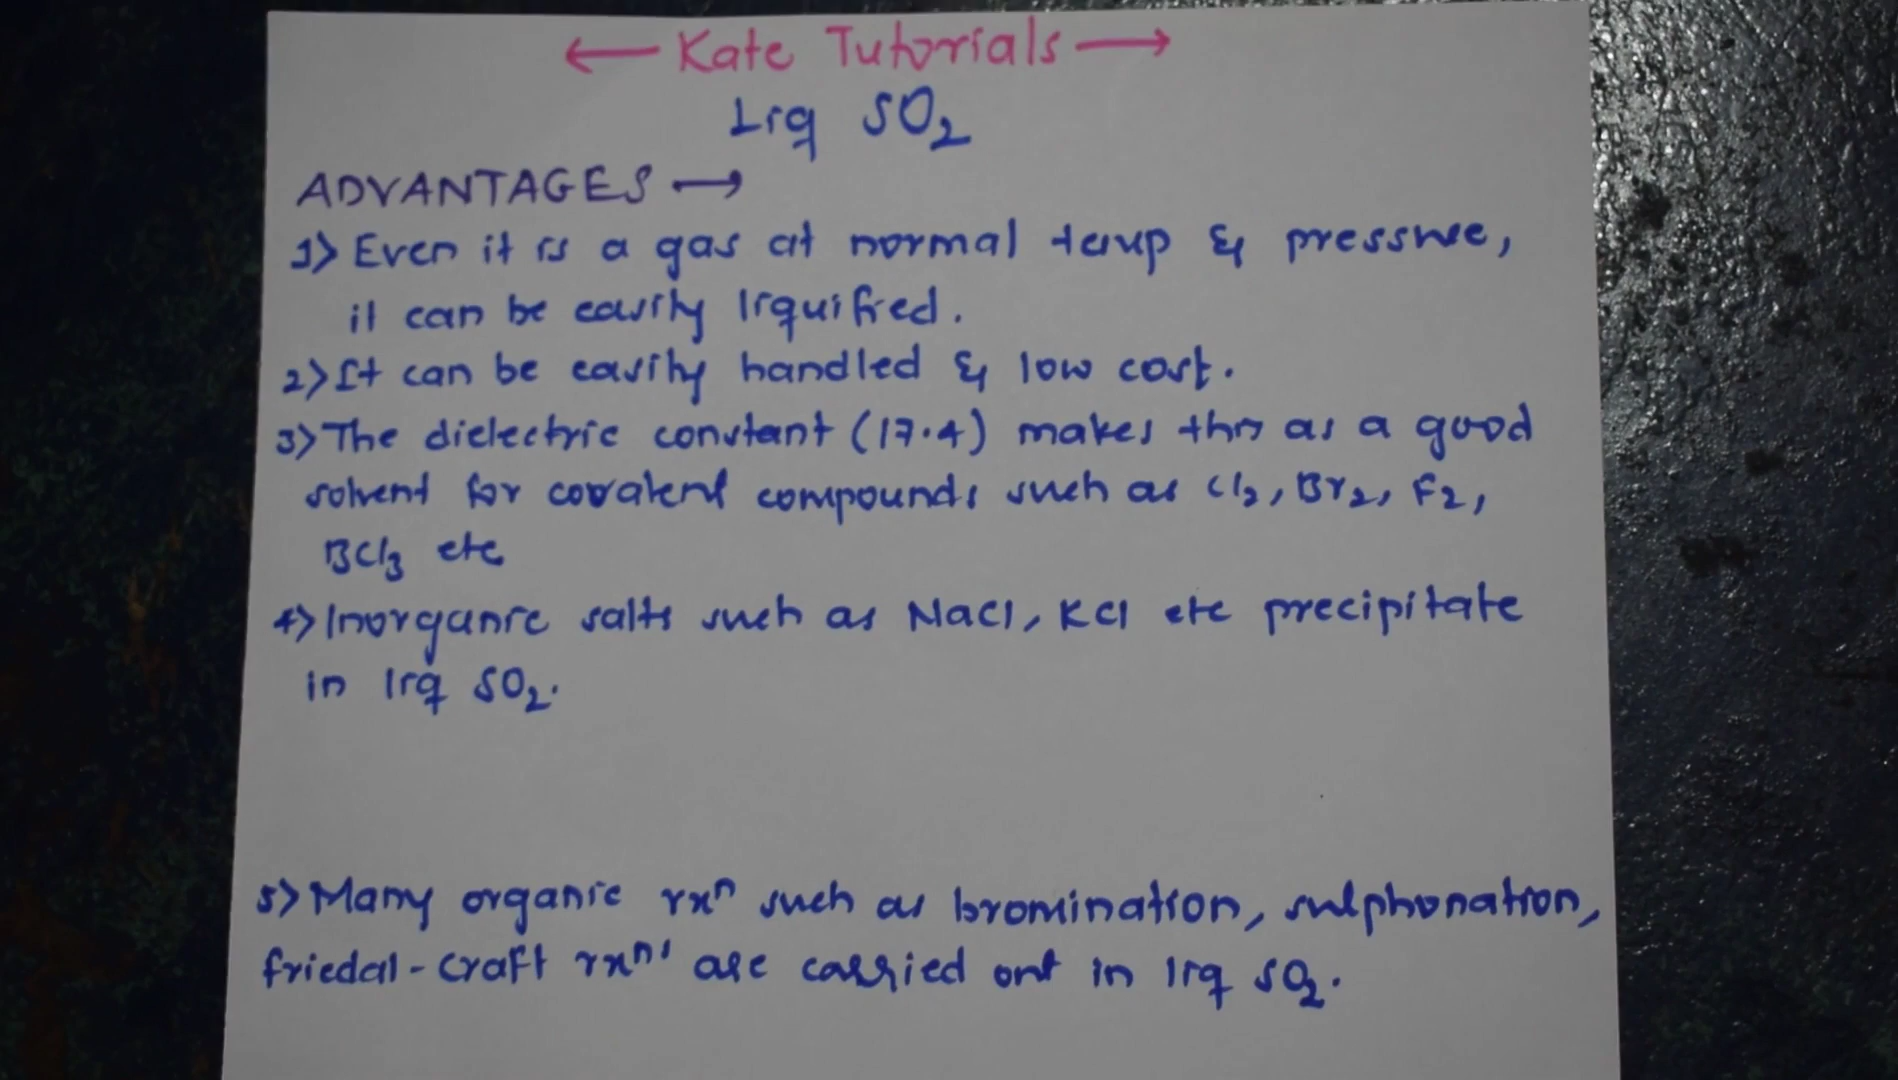 ← Kate Tutorials →
Liq SO₂
ADVANTAGES →
1) Even it is a gas at normal temp & pressure,
it can be easily liquified.
2) It can be easily handled & low cost.
3) The dielectric constant (17.4) makes this as a good
solvent for covalent compounds such as Cl₂, Br₂, F₂,
BCl₃ etc
4) Inorganic salts such as NaCl, KCl etc precipitate
in liq SO₂.
5) Many organic rxⁿ such as bromination, sulphonation,
friedal-craft rxⁿˢ are carried out in liq SO₂.